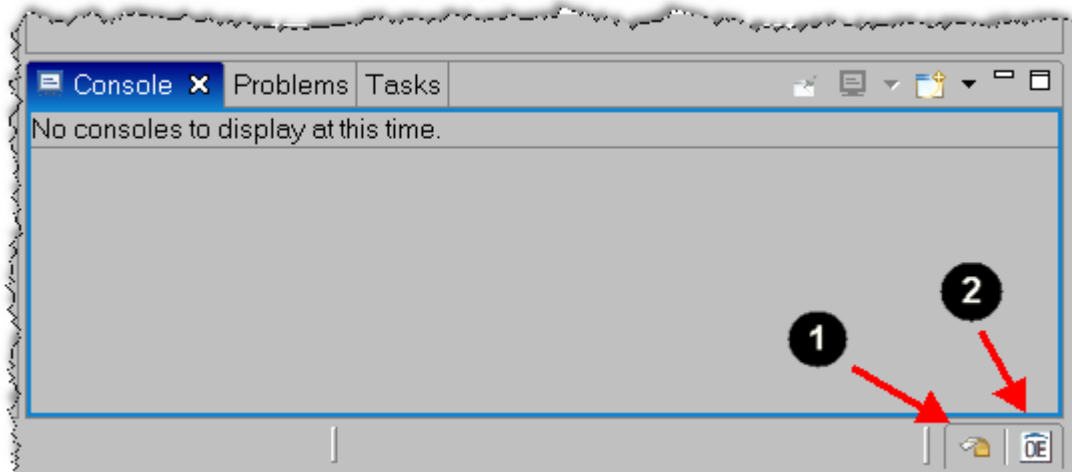 Console Problems Tasks
No consoles to display at this time.
2
1
OE